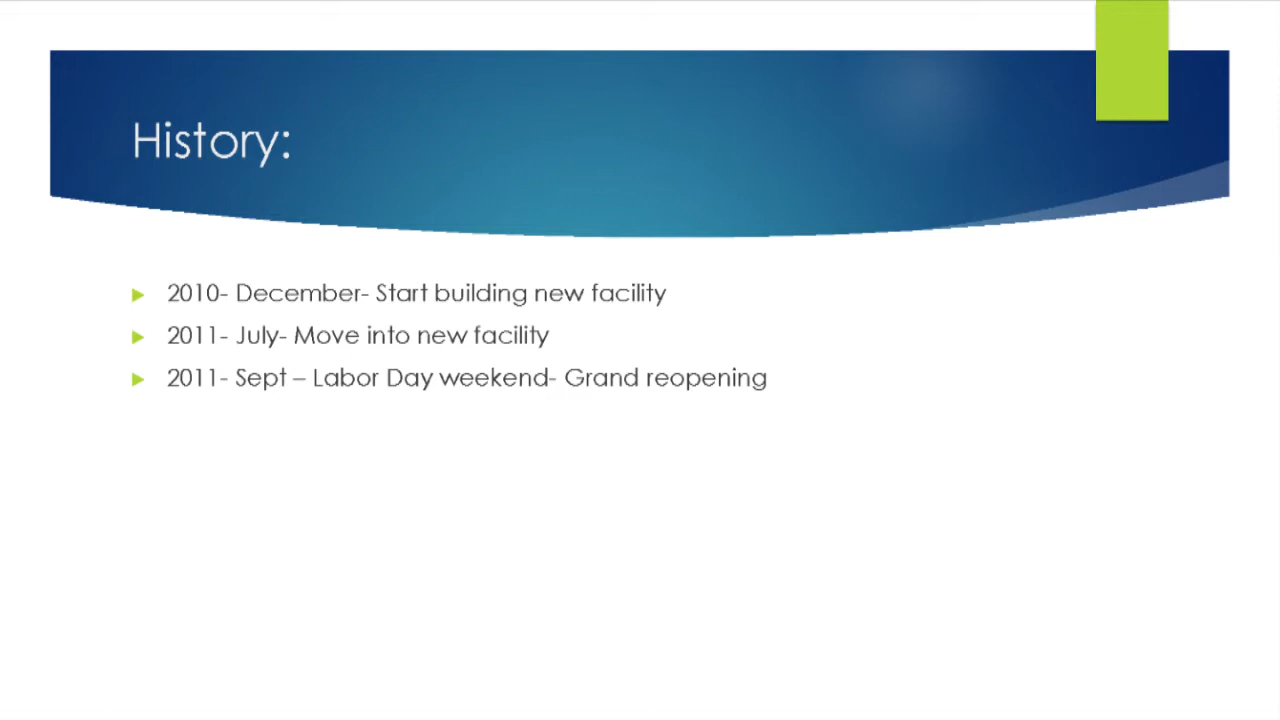 History:
2010- December- Start building new facility
2011- July- Move into new facility
2011- Sept – Labor Day weekend- Grand reopening